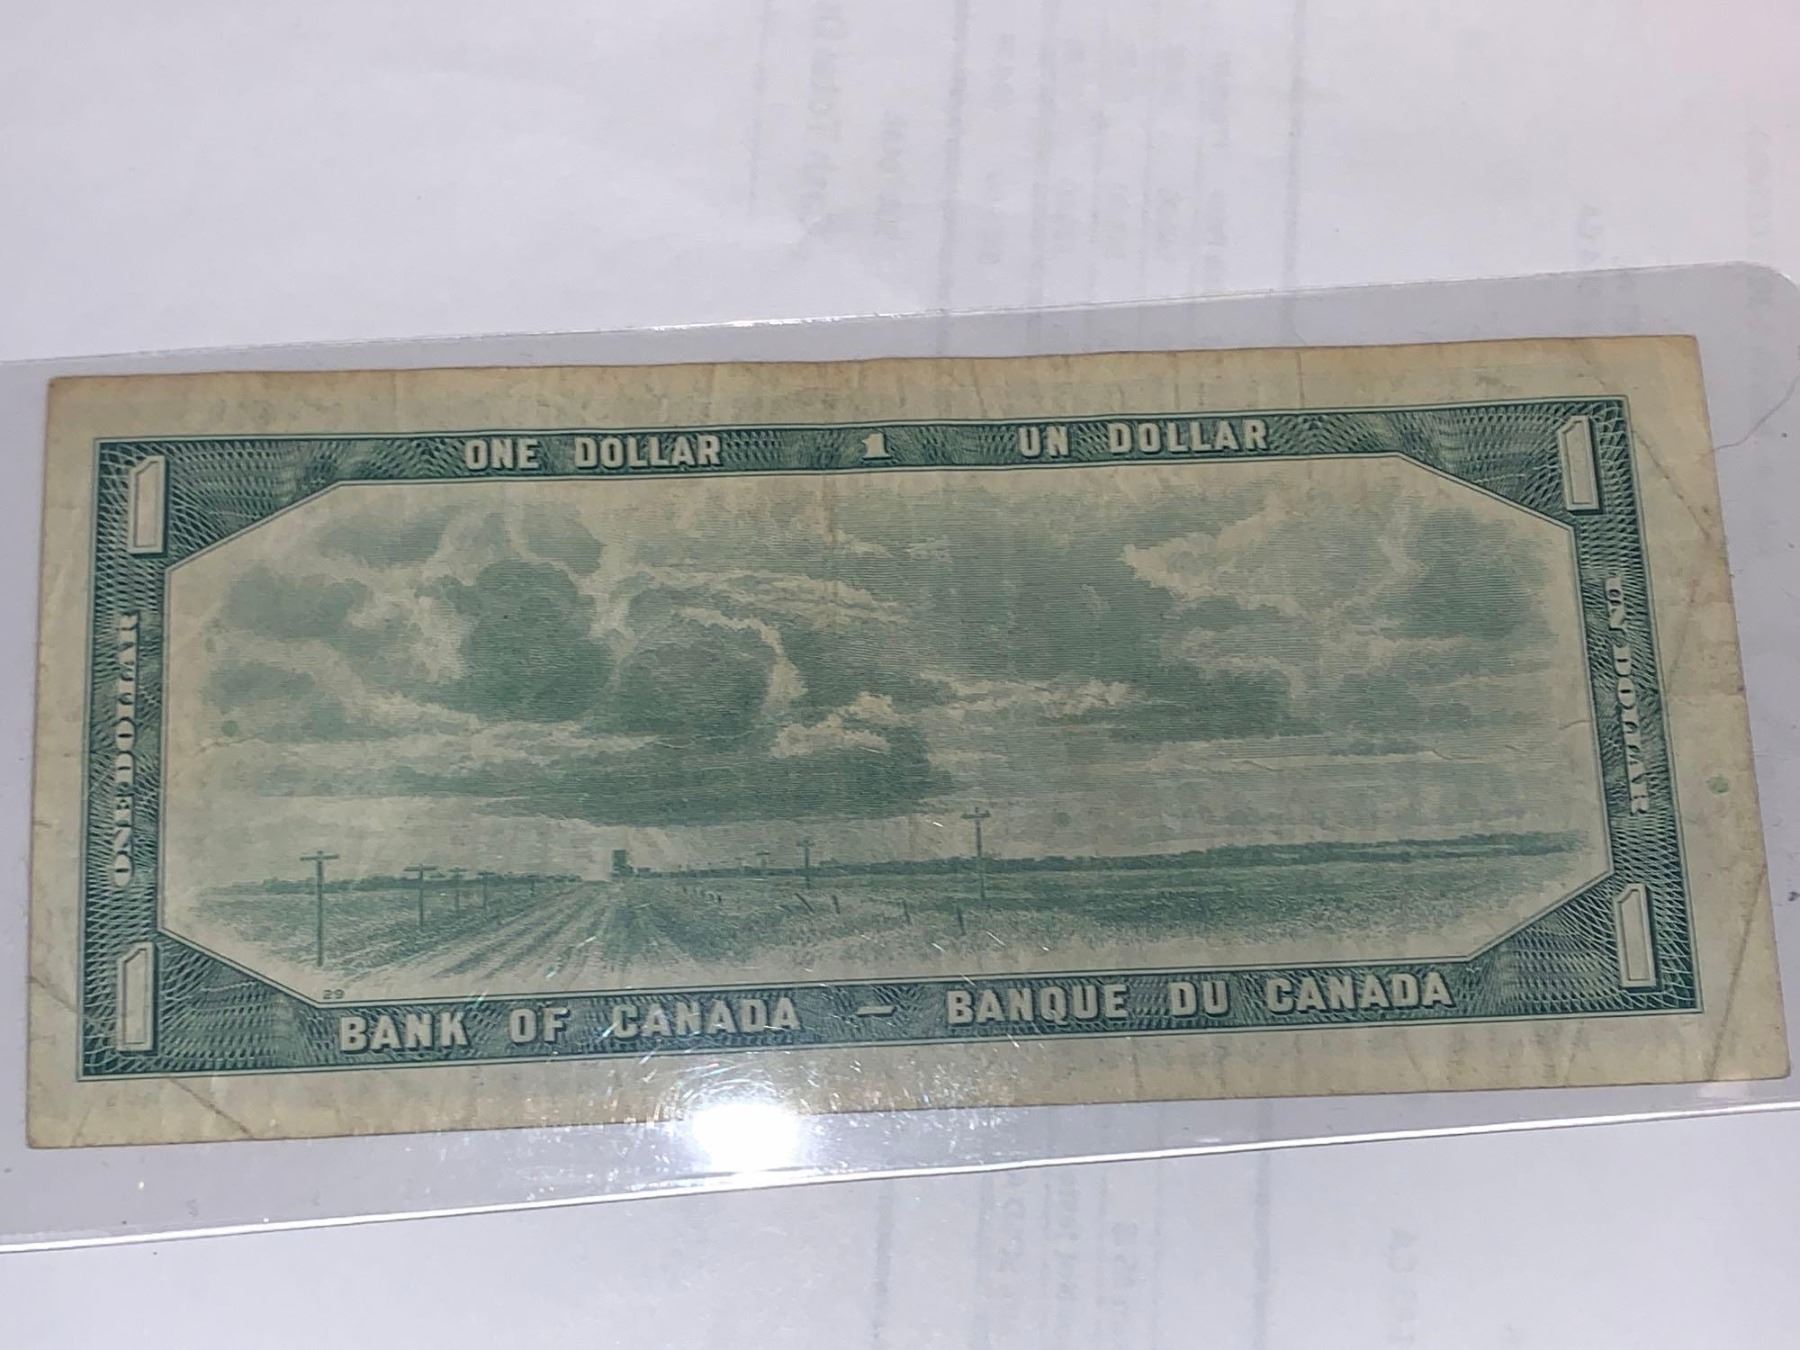 ONE DOLLAR 1 UN DOLLAR
1 1
ONE DOLLAR
UN DOLLAR
1 1
29
BANK OF CANADA – BANQUE DU CANADA